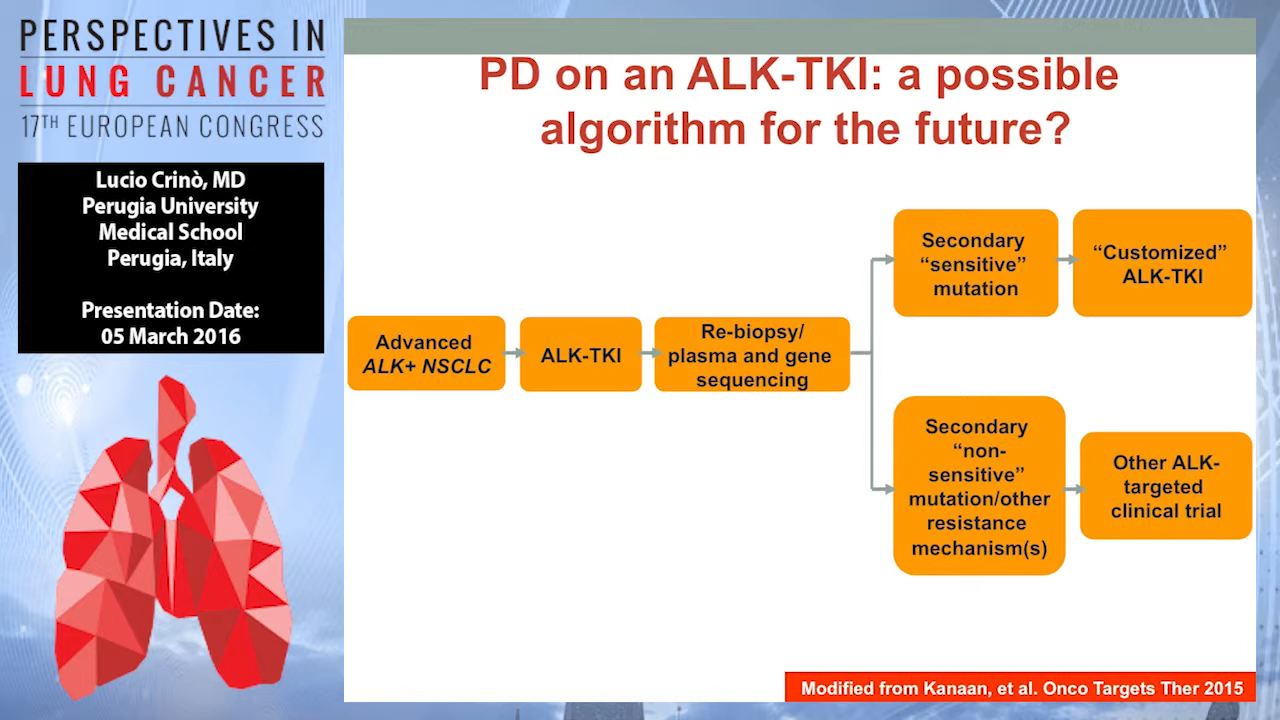 PERSPECTIVES IN
LUNG CANCER
17TH EUROPEAN CONGRESS
Lucio Crinò, MD
Perugia University
Medical School
Perugia, Italy
Presentation Date:
05 March 2016
PD on an ALK-TKI: a possible
algorithm for the future?
Advanced
ALK+ NSCLC
ALK-TKI
Re-biopsy/
plasma and gene
sequencing
Secondary
“sensitive”
mutation
“Customized”
ALK-TKI
Secondary
“non-
sensitive”
mutation/other
resistance
mechanism(s)
Other ALK-
targeted
clinical trial
Modified from Kanaan, et al. Onco Targets Ther 2015